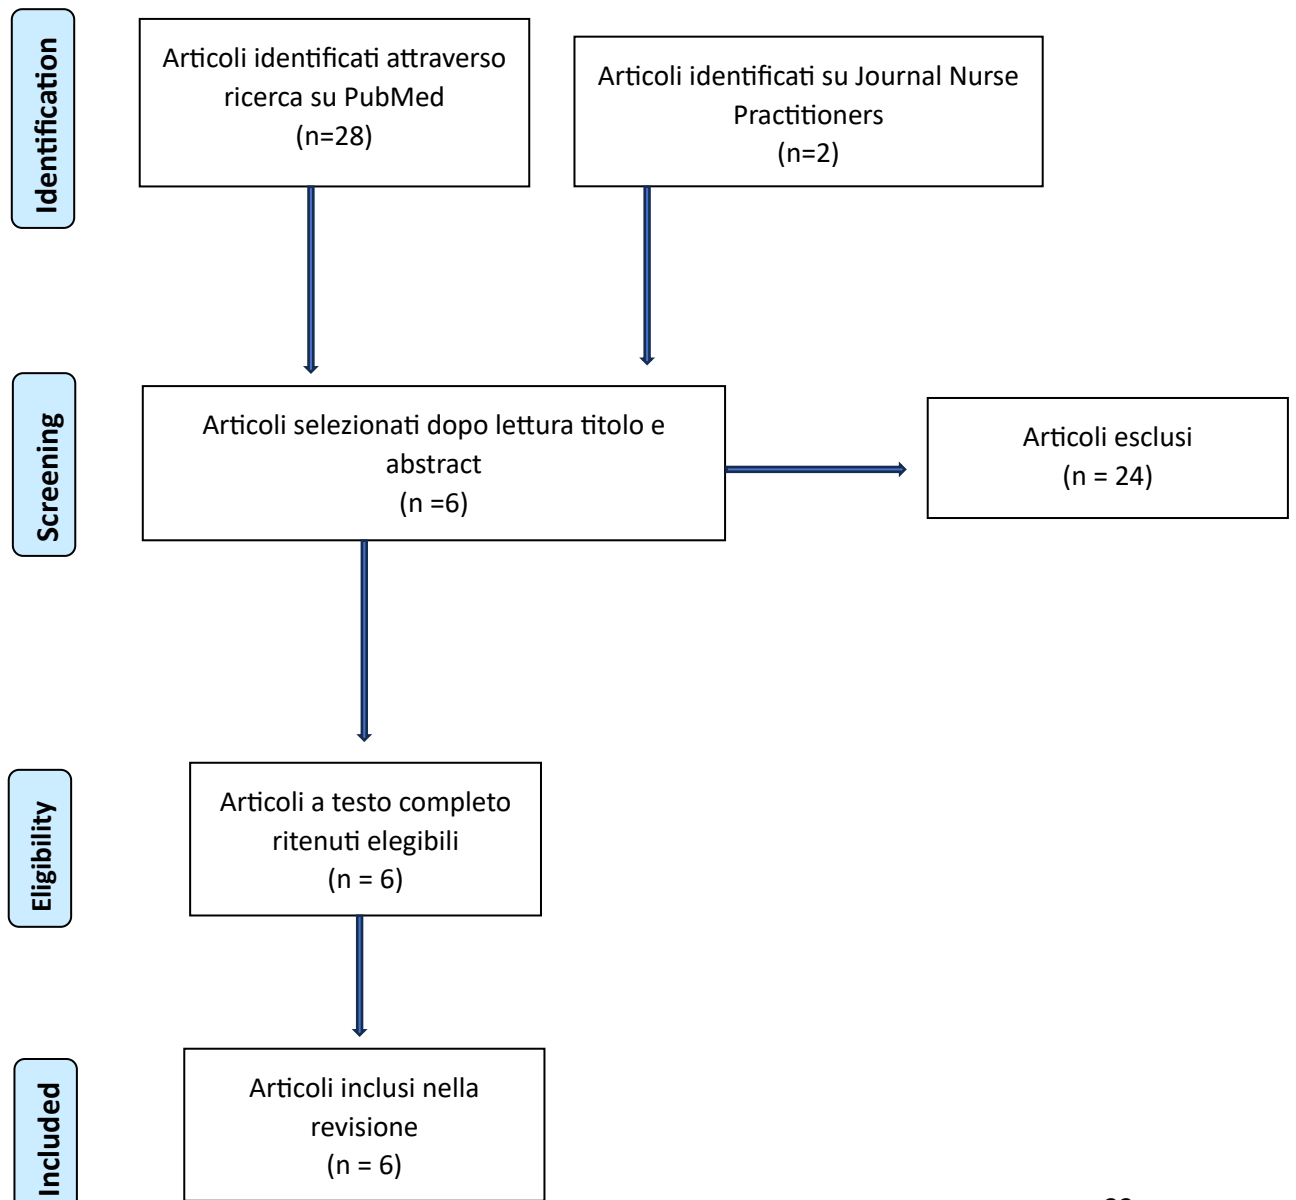 Identification
Articoli identificati attraverso
ricerca su PubMed
(n=28)
Articoli identificati su Journal Nurse
Practitioners
(n=2)
Screening
Articoli selezionati dopo lettura titolo e
abstract
(n =6)
Articoli esclusi
(n = 24)
Eligibility
Articoli a testo completo
ritenuti elegibili
(n = 6)
Included
Articoli inclusi nella
revisione
(n = 6)